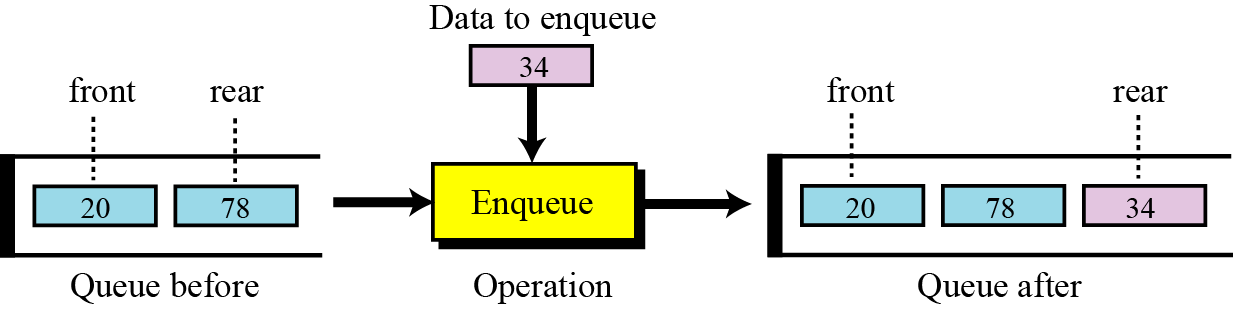 Data to enqueue
34
front rear
20 78
Queue before
Enqueue
Operation
front rear
20 78 34
Queue after